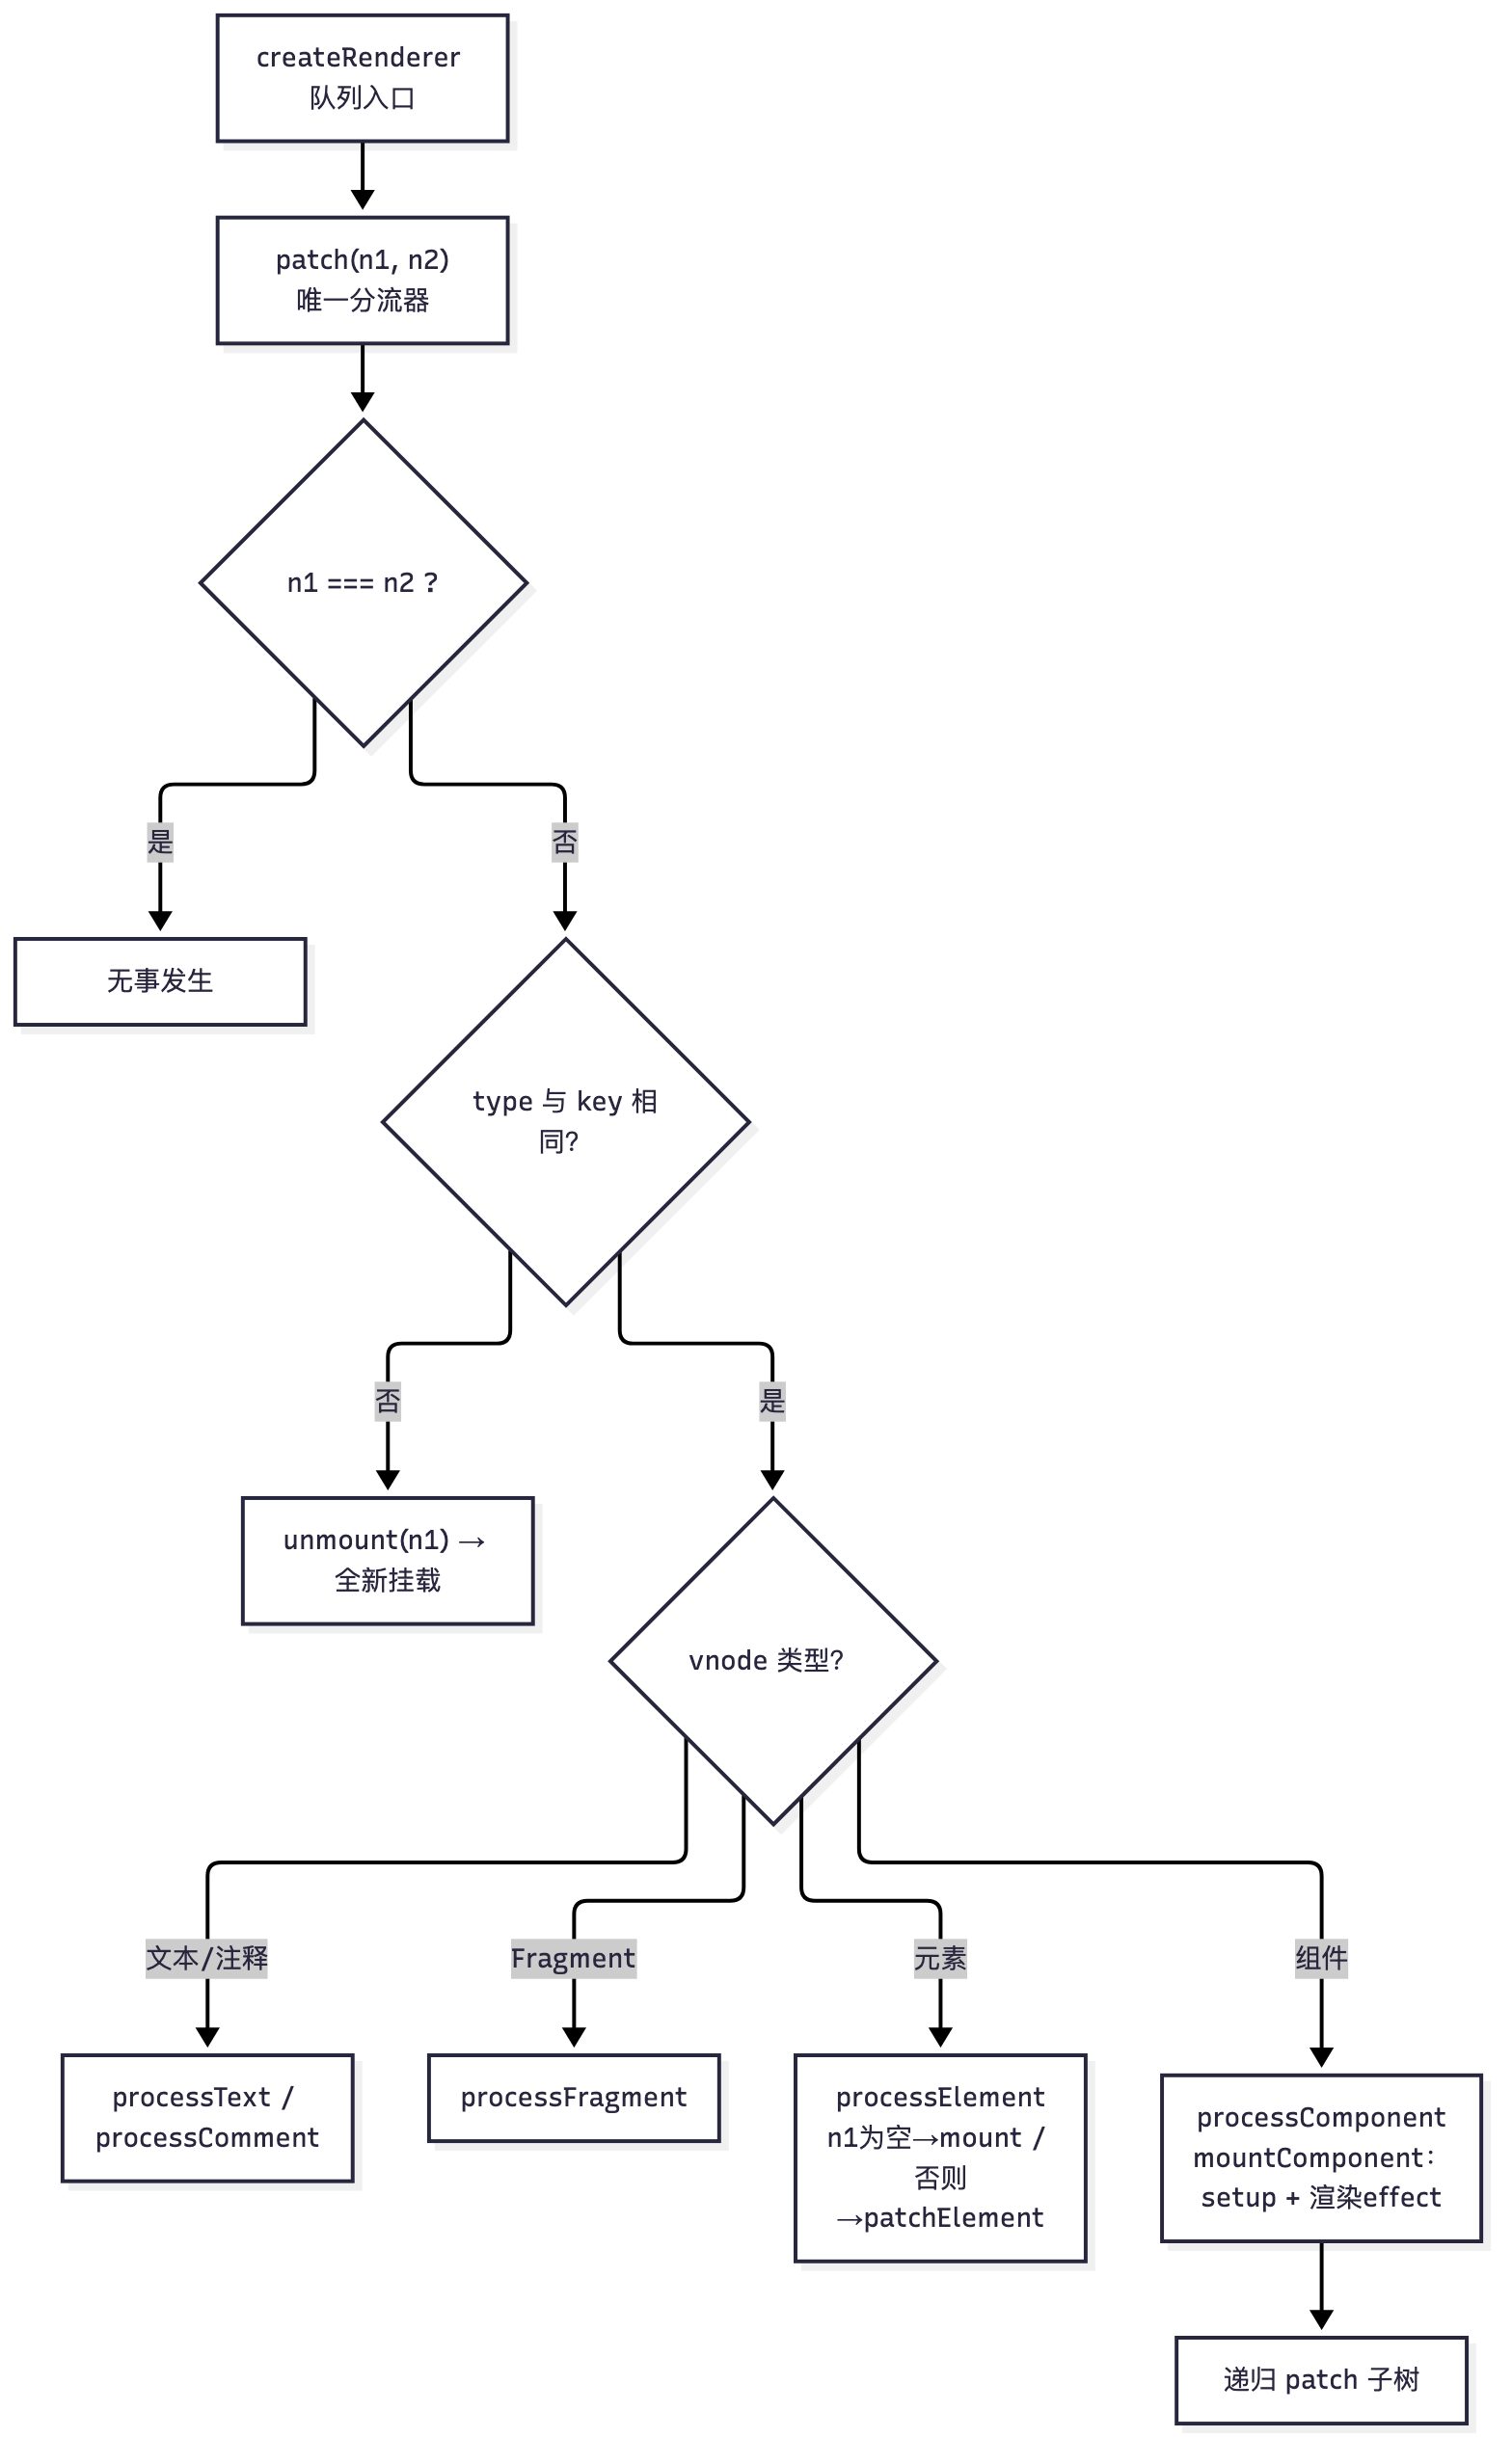 createRenderer
队列入口
patch(n1, n2)
唯一分流器
n1 === n2 ?
是
否
无事发生
type 与 key 相
同?
否
是
unmount(n1) →
全新挂载
vnode 类型?
文本/注释
Fragment
元素
组件
processText /
processComment
processFragment
processElement
n1为空→mount /
否则
→patchElement
processComponent
mountComponent:
setup + 渲染effect
递归 patch 子树